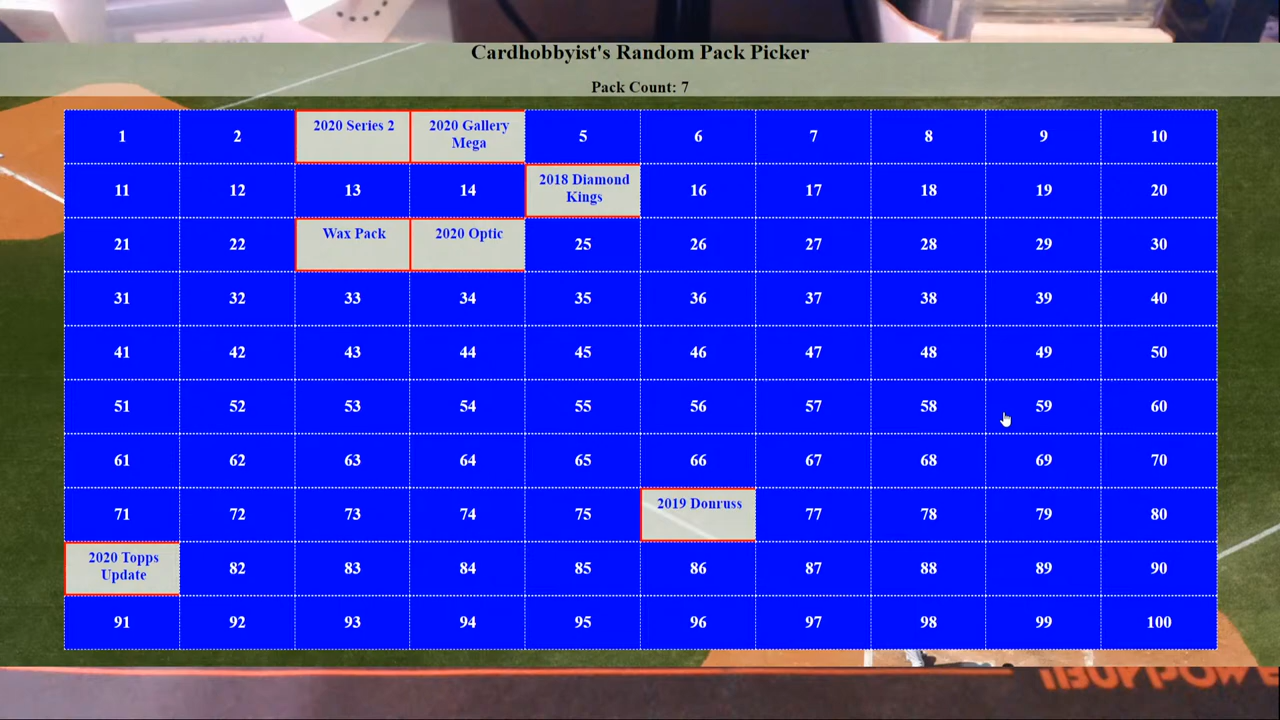 Cardhobbyist's Random Pack Picker
Pack Count: 7
1 2 2020 Series 2 2020 Gallery Mega 5 6 7 8 9 10
11 12 13 14 2018 Diamond Kings 16 17 18 19 20
21 22 Wax Pack 2020 Optic 25 26 27 28 29 30
31 32 33 34 35 36 37 38 39 40
41 42 43 44 45 46 47 48 49 50
51 52 53 54 55 56 57 58 59 60
61 62 63 64 65 66 67 68 69 70
71 72 73 74 75 2019 Donruss 77 78 79 80
2020 Topps Update 82 83 84 85 86 87 88 89 90
91 92 93 94 95 96 97 98 99 100